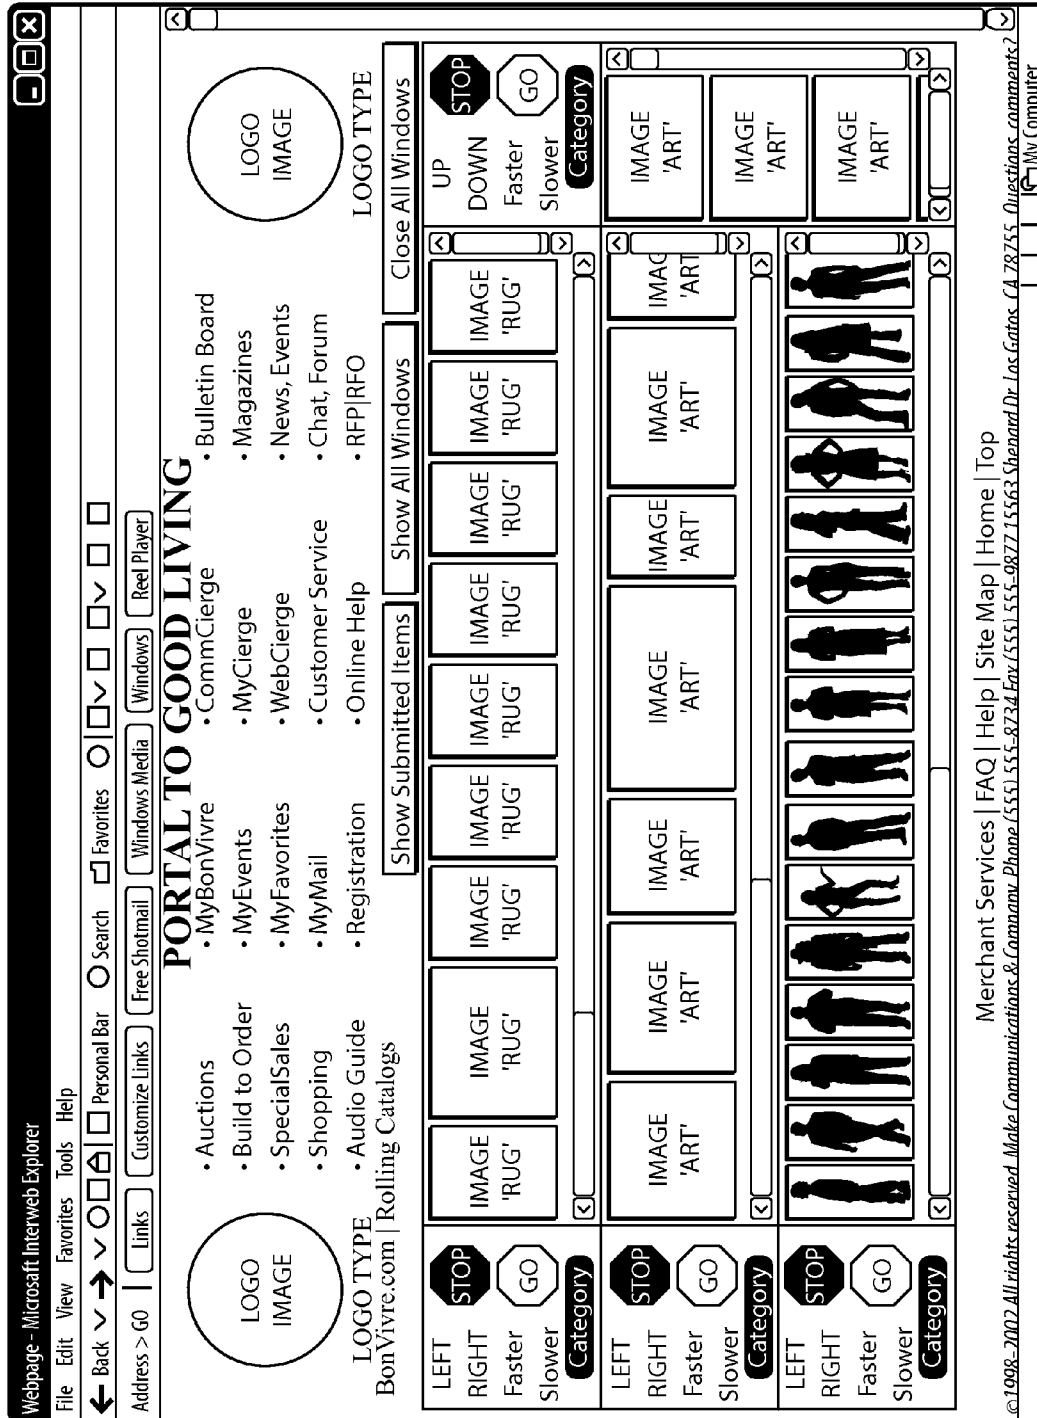 Webpage - Microsaft Interweb Explorer
File Edit View Favorites Tools Help
Back Personal Bar Search Favorites
Address > GO Links Customize Links Free Shotmail Windows Media Windows Reel Player
PORTAL TO GOOD LIVING
LOGO IMAGE
LOGO TYPE
• Auctions
• Build to Order
• SpecialSales
• Shopping
• Audio Guide
• MyBonVivre
• MyEvents
• MyFavorites
• MyMail
• Registration
• CommCierge
• MyCierge
• WebCierge
• Customer Service
• Online Help
• Bulletin Board
• Magazines
• News, Events
• Chat, Forum
• RFP|RFO
LOGO IMAGE
LOGO TYPE
BonVivre.com | Rolling Catalogs
Show Submitted Items Show All Windows Close All Windows
LEFT
RIGHT
Faster
Slower
STOP
GO
Category
IMAGE 'RUG'
IMAGE 'RUG'
IMAGE 'RUG'
IMAGE 'RUG'
IMAGE 'RUG'
IMAGE 'RUG'
IMAGE 'RUG'
IMAGE 'RUG'
IMAGE 'RUG'
IMAGE 'RUG'
UP
DOWN
Faster
Slower
STOP
GO
Category
LEFT
RIGHT
Faster
Slower
STOP
GO
Category
IMAGE 'ART'
IMAGE 'ART'
IMAGE 'ART'
IMAGE 'ART'
IMAGE 'ART'
IMAGE 'ART'
IMAG 'ART
IMAGE 'ART'
IMAGE 'ART'
IMAGE 'ART'
LEFT
RIGHT
Faster
Slower
STOP
GO
Category
Merchant Services | FAQ | Help | Site Map | Home | Top
©1998-2002 All rights reserved. Make Communications & Company Phone (555) 555-8734 Fax (555) 555-9877 15563 Shepard Dr Los Gatos, CA 78755 Questions comments?
My Computer